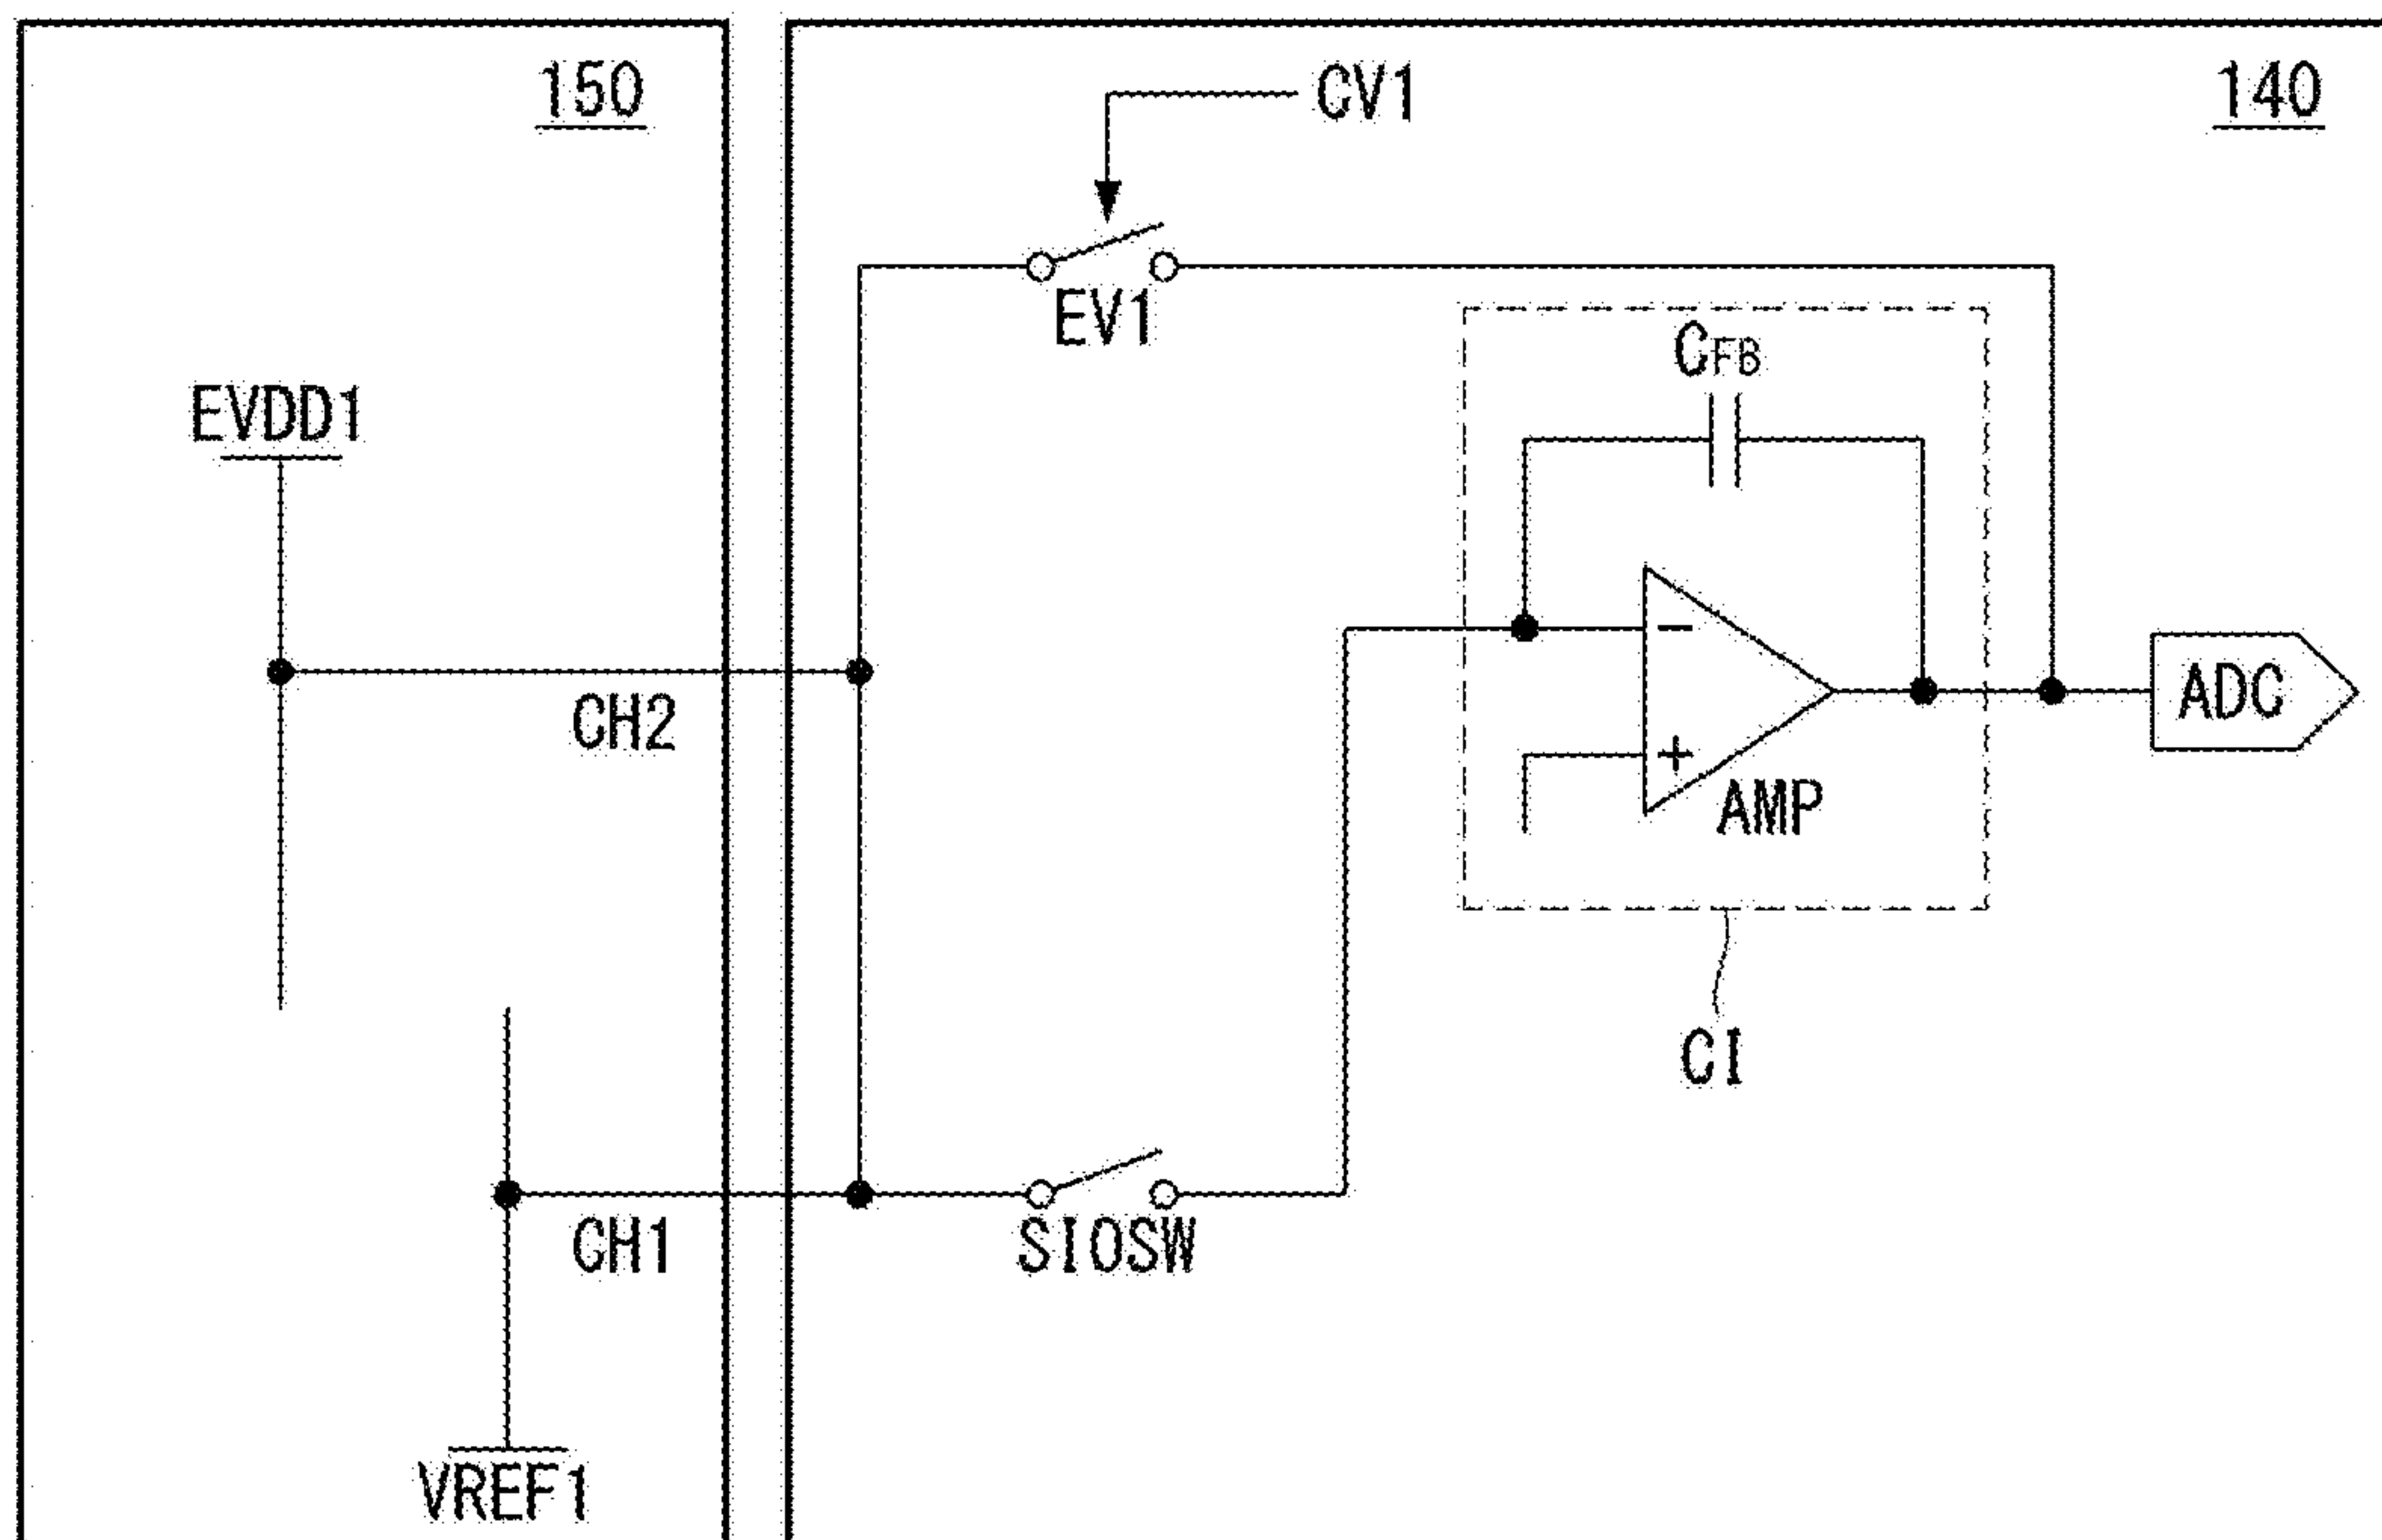 150
140
CV1
EV1
CFB
EVDD1
CH2
ADC
AMP
CI
CH1
SIOSW
VREF1